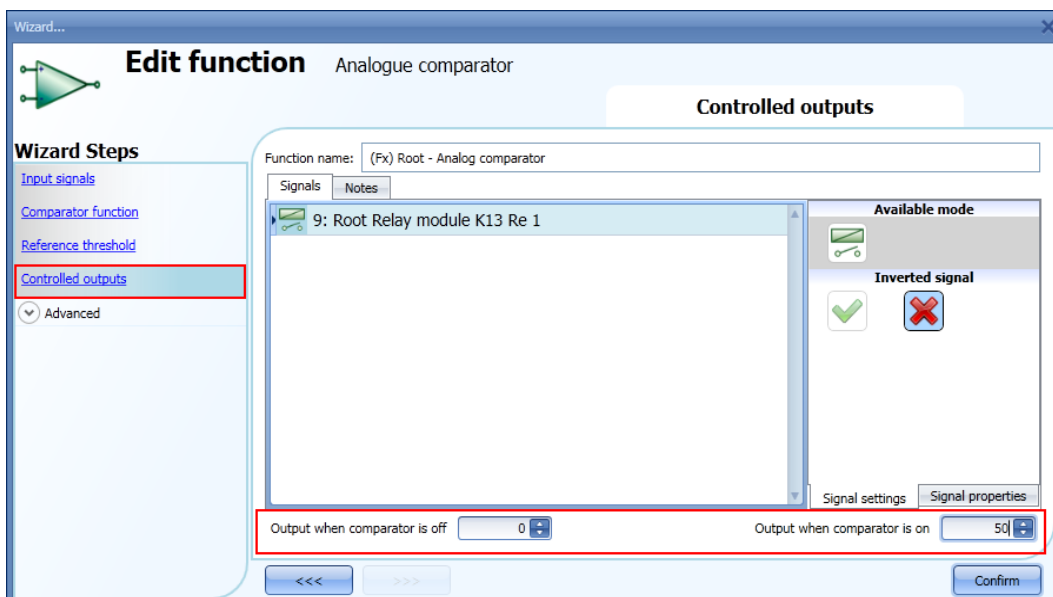 Wizard...
Edit function Analogue comparator
Controlled outputs
Wizard Steps
Input signals
Comparator function
Reference threshold
Controlled outputs
Advanced
Function name: (Fx) Root - Analog comparator
Signals Notes
9: Root Relay module K13 Re 1
Available mode
Inverted signal
Signal settings Signal properties
Output when comparator is off 0 Output when comparator is on 50
<<< >>> Confirm